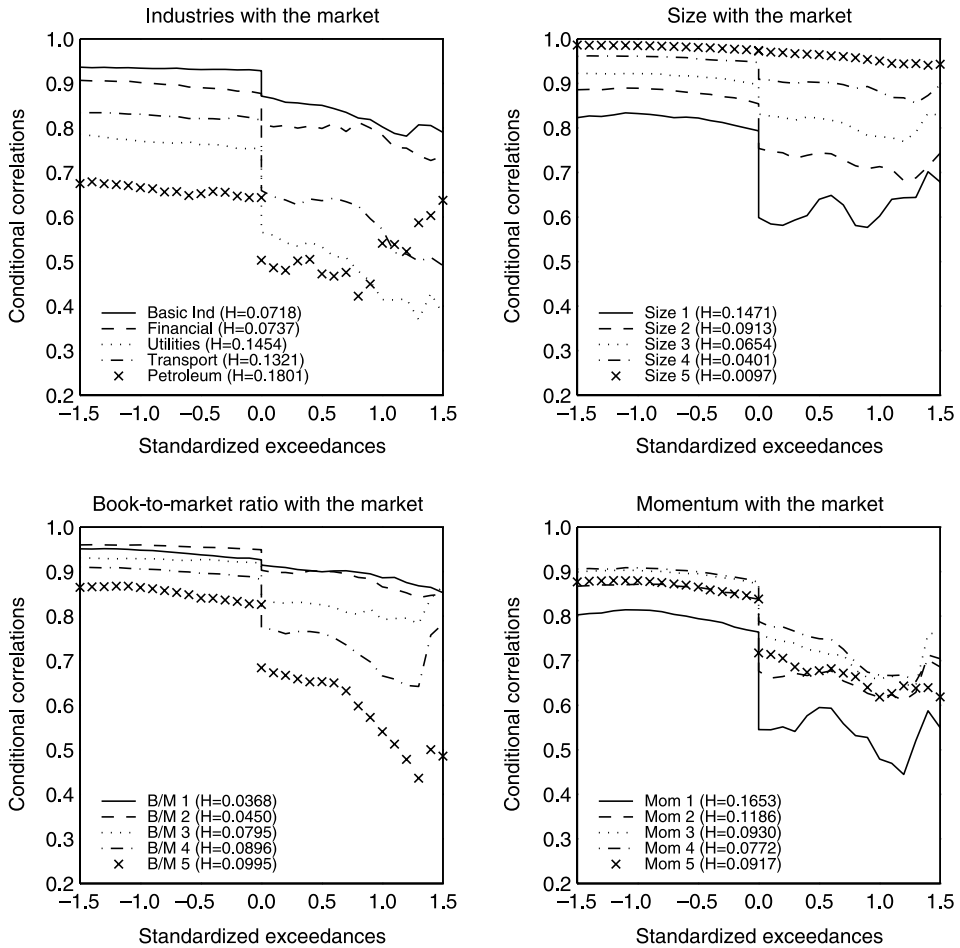 Industries with the market
Conditional correlations
1.0
0.9
0.8
0.7
0.6
0.5
0.4
0.3
0.2
Basic Ind (H=0.0718)
Financial (H=0.0737)
Utilities (H=0.1454)
Transport (H=0.1321)
Petroleum (H=0.1801)
−1.5 −1.0 −0.5 0.0 0.5 1.0 1.5
Standardized exceedances
Size with the market
Conditional correlations
1.0
0.9
0.8
0.7
0.6
0.5
0.4
0.3
0.2
Size 1 (H=0.1471)
Size 2 (H=0.0913)
Size 3 (H=0.0654)
Size 4 (H=0.0401)
Size 5 (H=0.0097)
−1.5 −1.0 −0.5 0.0 0.5 1.0 1.5
Standardized exceedances
Book-to-market ratio with the market
Conditional correlations
1.0
0.9
0.8
0.7
0.6
0.5
0.4
0.3
0.2
B/M 1 (H=0.0368)
B/M 2 (H=0.0450)
B/M 3 (H=0.0795)
B/M 4 (H=0.0896)
B/M 5 (H=0.0995)
−1.5 −1.0 −0.5 0.0 0.5 1.0 1.5
Standardized exceedances
Momentum with the market
Conditional correlations
1.0
0.9
0.8
0.7
0.6
0.5
0.4
0.3
0.2
Mom 1 (H=0.1653)
Mom 2 (H=0.1186)
Mom 3 (H=0.0930)
Mom 4 (H=0.0772)
Mom 5 (H=0.0917)
−1.5 −1.0 −0.5 0.0 0.5 1.0 1.5
Standardized exceedances